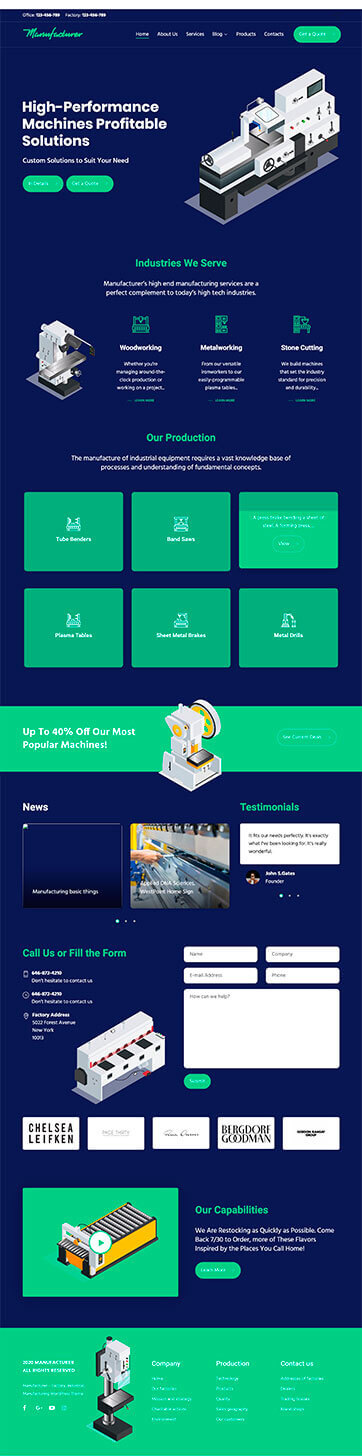 Office: 123-456-789 Factory: 123-456-789
Manufacturer
Home About Us Services Blog Products Contacts
Get a Quote
High-Performance
Machines Profitable
Solutions
Custom Solutions to Suit Your Need
In Details
Get a Quote
Industries We Serve
Manufacturer's high end manufacturing services are a
perfect complement to today's high tech industries.
Woodworking
Whether you're
managing around-the-
clock production or
working on a project...
LEARN MORE
Metalworking
From our versatile
ironworkers to our
easily-programmable
plasma tables...
LEARN MORE
Stone Cutting
We build machines
that set the industry
standard for precision
and durability...
LEARN MORE
Our Production
The manufacture of industrial equipment requires a vast knowledge base of
processes and understanding of fundamental concepts.
Tube Benders
Band Saws
A press brake bending a sheet of
steel. A forming press...
View
Plasma Tables
Sheet Metal Brakes
Metal Drills
Up To 40% Off Our Most
Popular Machines!
See Current Deals
News
Manufacturing basic things
Applied DNA Sciences,
WestPoint Home Sign
Testimonials
It fits our needs perfectly. It's exactly
what I've been looking for. It's really
wonderful.
John S.Gates
Founder
Call Us or Fill the Form
646-873-4210
Don't hesitate to contact us
646-873-4210
Don't hesitate to contact us
Factory Address
5022 Forest Avenue
New York
10013
Name
Company
E-mail Address
Phone
How can we help?
Submit
CHELSEA
LEIFKEN
PAGE THIRTY
BERGDORF
GOODMAN
GORDON RAMSAY
GROUP
Our Capabilities
We Are Restocking as Quickly as Possible. Come
Back 7/30 to Order, more of These Flavors
Inspired by the Places You Call Home!
Learn More
2020 MANUFACTURER
ALL RIGHTS RESERVED
Manufacturer - Factory, Industrial,
Manufacturing WordPress Theme
Company
Home
Our factories
Mission and strategy
Charitable actions
Environment
Production
Technology
Products
Quality
Sales geography
Our customers
Contact us
Addresses of factories
Dealers
Trading houses
Brand shops